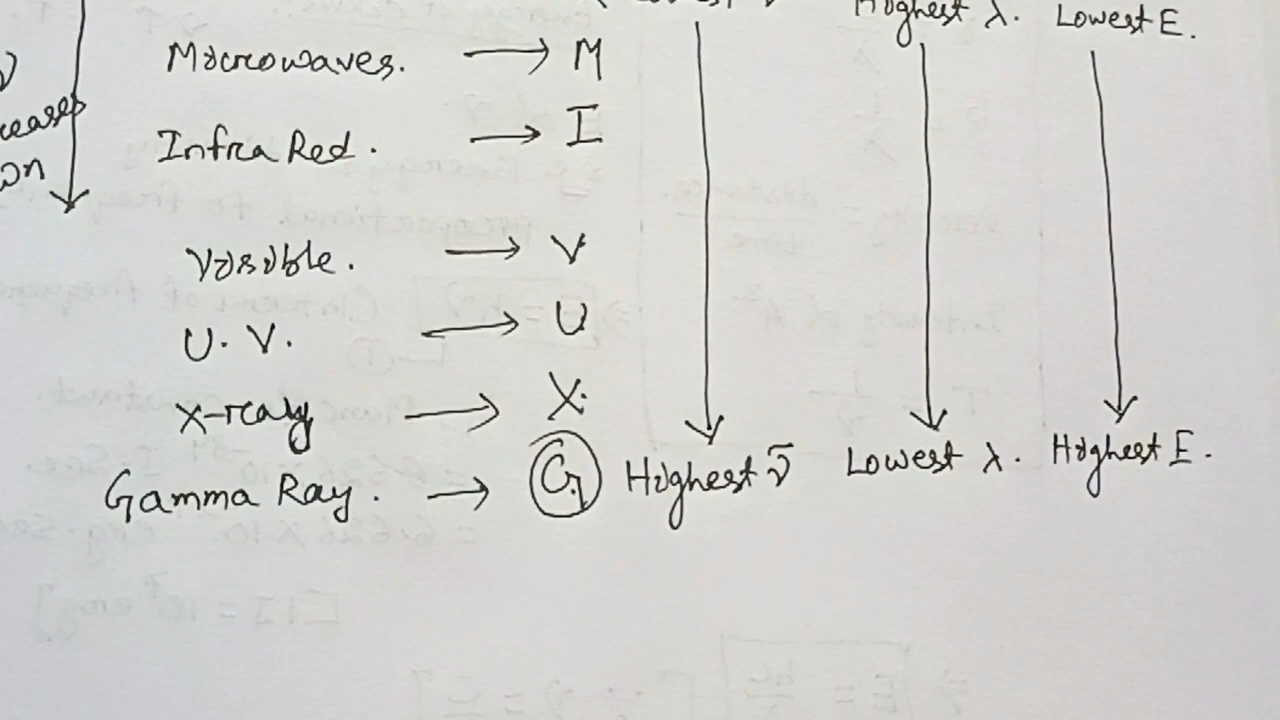 Highest λ. Lowest E.
Microwaves. → M
Infra Red. → I
Visible. → V
U. V. → U
X-ray → X.
Gamma Ray. → G Highest ν̄ Lowest λ. Highest E.